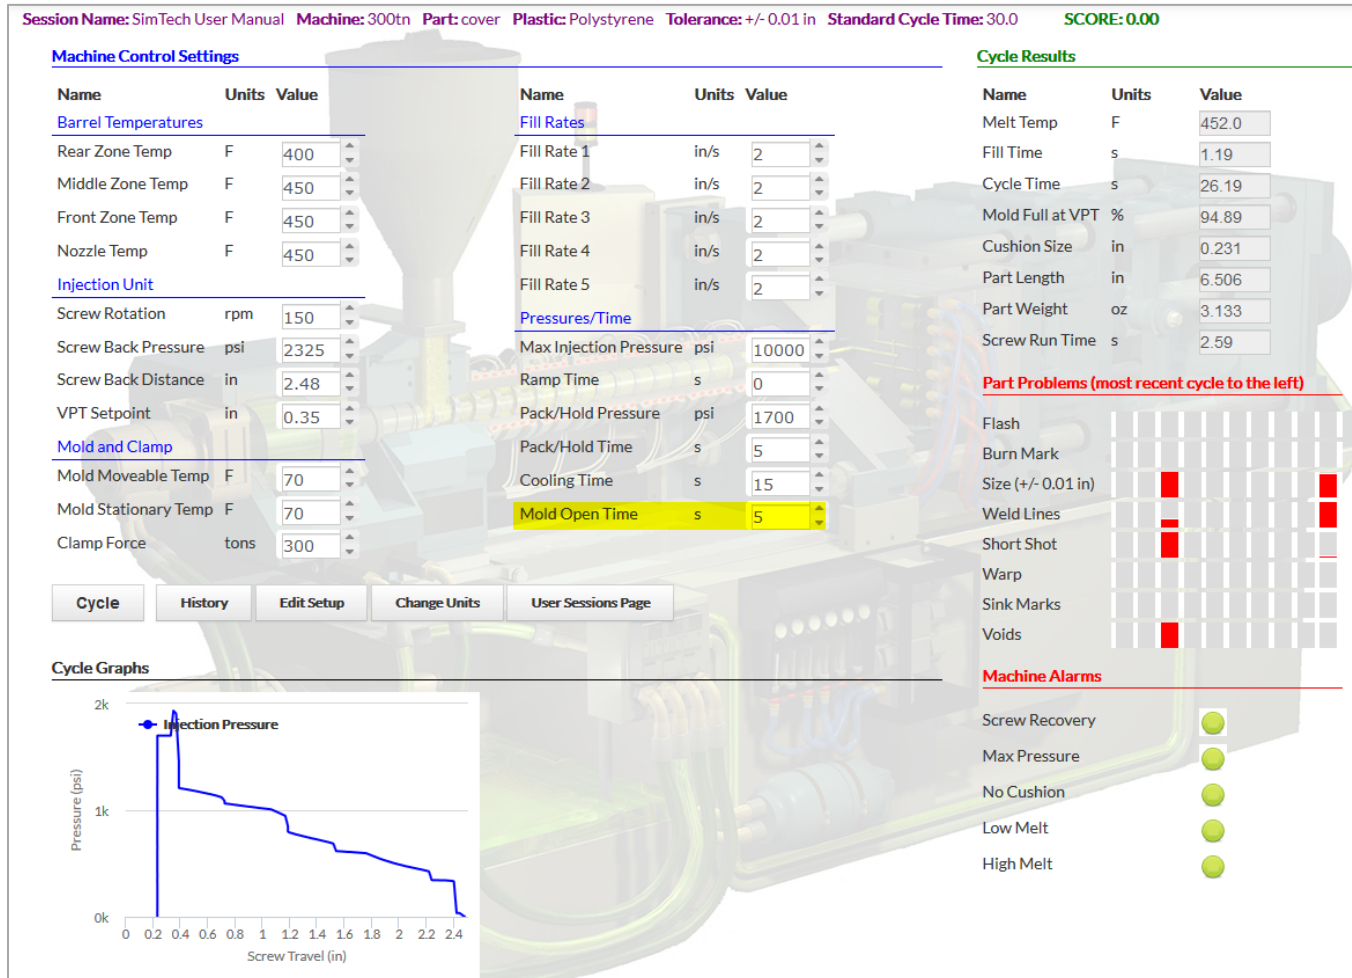 Session Name: SimTech User Manual Machine: 300tn Part: cover Plastic: Polystyrene Tolerance: +/- 0.01 in Standard Cycle Time: 30.0 SCORE: 0.00
Machine Control Settings
Name Units Value
Barrel Temperatures
Rear Zone Temp F 400
Middle Zone Temp F 450
Front Zone Temp F 450
Nozzle Temp F 450
Injection Unit
Screw Rotation rpm 150
Screw Back Pressure psi 2325
Screw Back Distance in 2.48
VPT Setpoint in 0.35
Mold and Clamp
Mold Moveable Temp F 70
Mold Stationary Temp F 70
Clamp Force tons 300
Name Units Value
Fill Rates
Fill Rate 1 in/s 2
Fill Rate 2 in/s 2
Fill Rate 3 in/s 2
Fill Rate 4 in/s 2
Fill Rate 5 in/s 2
Pressures/Time
Max Injection Pressure psi 10000
Ramp Time s 0
Pack/Hold Pressure psi 1700
Pack/Hold Time s 5
Cooling Time s 15
Mold Open Time s 5
Cycle History Edit Setup Change Units User Sessions Page
Cycle Graphs
Injection Pressure
2k
1k
0k
Pressure (psi)
0 0.2 0.4 0.6 0.8 1 1.2 1.4 1.6 1.8 2 2.2 2.4
Screw Travel (in)
Cycle Results
Name Units Value
Melt Temp F 452.0
Fill Time s 1.19
Cycle Time s 26.19
Mold Full at VPT % 94.89
Cushion Size in 0.231
Part Length in 6.506
Part Weight oz 3.133
Screw Run Time s 2.59
Part Problems (most recent cycle to the left)
Flash
Burn Mark
Size (+/- 0.01 in)
Weld Lines
Short Shot
Warp
Sink Marks
Voids
Machine Alarms
Screw Recovery
Max Pressure
No Cushion
Low Melt
High Melt